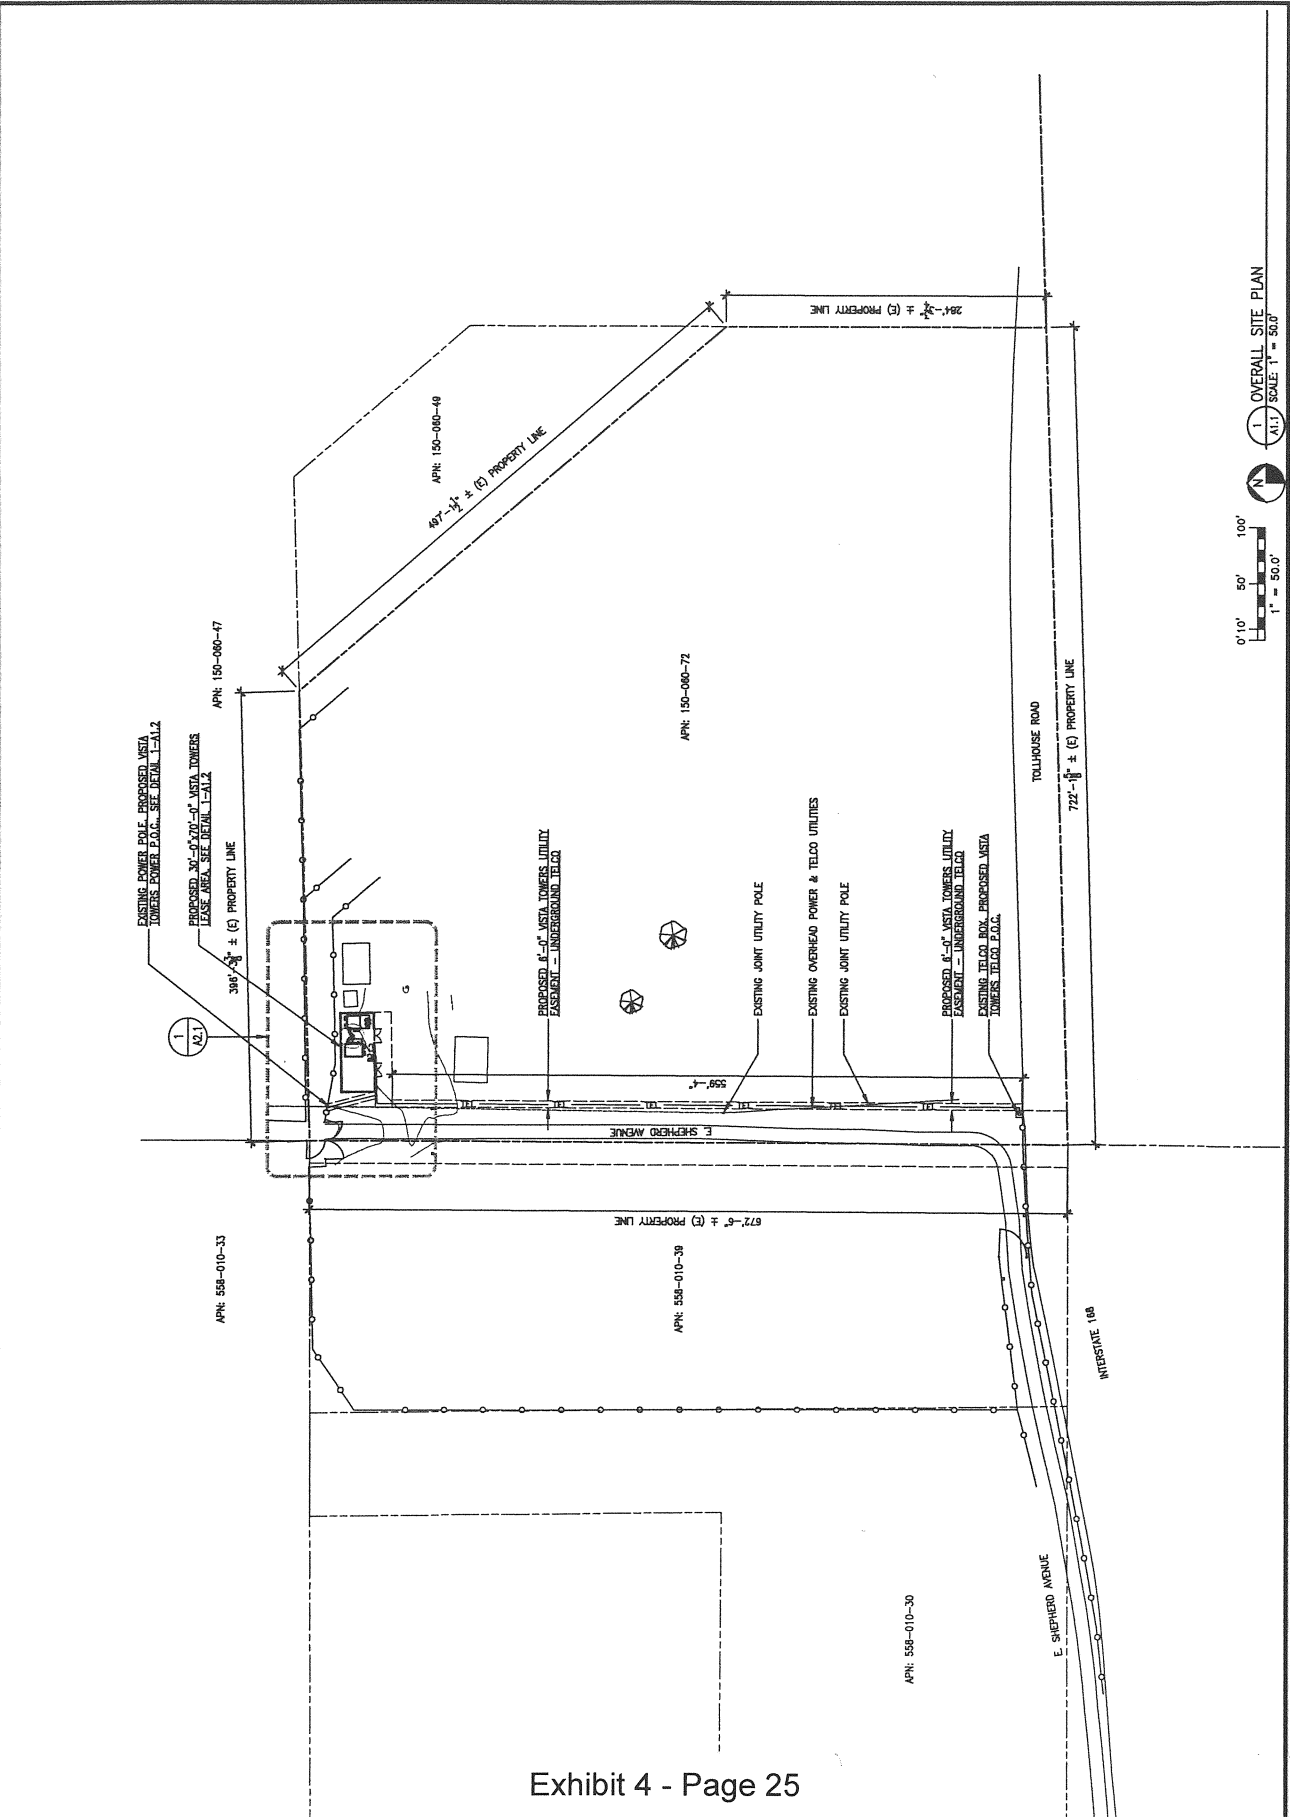 EXISTING POWER POLE, PROPOSED VISTA
TOWERS POWER P.O.C., SEE DETAIL 1-A1.2
PROPOSED 30'-0"x70'-0" VISTA TOWERS
LEASE AREA, SEE DETAIL 1-A1.2
1
A2.1
± (E) PROPERTY LINE
APN: 150-060-47
APN: 150-060-49
497'-1½" ± (E) PROPERTY LINE
± (E) PROPERTY LINE
APN: 150-060-72
G
PROPOSED 6'-0" VISTA TOWERS UTILITY
EASEMENT - UNDERGROUND TELCO
EXISTING JOINT UTILITY POLE
EXISTING OVERHEAD POWER & TELCO UTILITIES
EXISTING JOINT UTILITY POLE
PROPOSED 6'-0" VISTA TOWERS UTILITY
EASEMENT - UNDERGROUND TELCO
EXISTING TELCO BOX, PROPOSED VISTA
TOWERS TELCO P.O.C.
559'-4"
E. SHEPHERD AVENUE
672'-6" ± (E) PROPERTY LINE
APN: 558-010-33
APN: 558-010-39
APN: 558-010-30
TOLLHOUSE ROAD
722'-1⅝" ± (E) PROPERTY LINE
INTERSTATE 168
E. SHEPHERD AVENUE
0' 10' 50' 100'
1" = 50.0'
N
1
A1.1
OVERALL SITE PLAN
SCALE: 1" = 50.0'
Exhibit 4 - Page 25